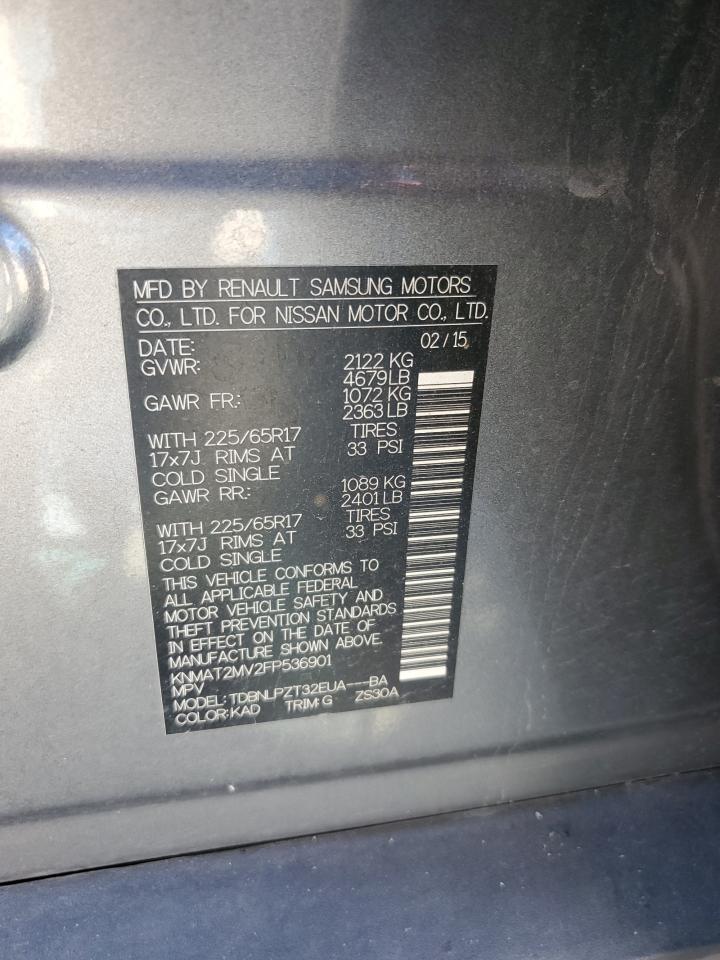 MFD BY RENAULT SAMSUNG MOTORS
CO., LTD. FOR NISSAN MOTOR CO., LTD.
DATE: 02/15
GVWR: 2122 KG
4679LB
GAWR FR.: 1072 KG
2363 LB
WITH 225/65R17 TIRES
17x7J RIMS AT 33 PSI
COLD SINGLE
GAWR RR.: 1089 KG
2401 LB
WITH 225/65R17 TIRES
17x7J RIMS AT 33 PSI
COLD SINGLE
THIS VEHICLE CONFORMS TO
ALL APPLICABLE FEDERAL
MOTOR VEHICLE SAFETY AND
THEFT PREVENTION STANDARDS
IN EFFECT ON THE DATE OF
MANUFACTURE SHOWN ABOVE.
KNMAT2MV2FP536901
MPV
MODEL: TDBNLPZT32EUA---BA
COLOR:KAD TRIM:G ZS30A